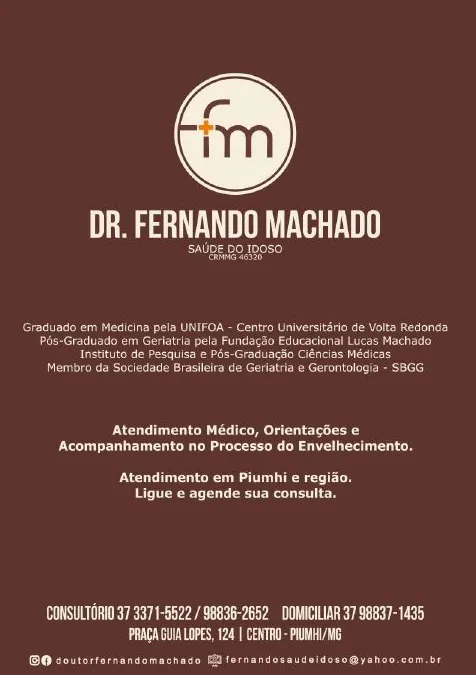 fm
DR. FERNANDO MACHADO
SAÚDE DO IDOSO
CRMMG 46320
Graduado em Medicina pela UNIFOA - Centro Universitário de Volta Redonda
Pós-Graduado em Geriatria pela Fundação Educacional Lucas Machado
Instituto de Pesquisa e Pós-Graduação Ciências Médicas
Membro da Sociedade Brasileira de Geriatria e Gerontologia - SBGG
Atendimento Médico, Orientações e
Acompanhamento no Processo do Envelhecimento.
Atendimento em Piumhi e região.
Ligue e agende sua consulta.
CONSULTÓRIO 37 3371-5522 / 98836-2652 DOMICILIAR 37 98837-1435
PRAÇA GUIA LOPES, 124 | CENTRO - PIUMHI/MG
doutorfernandomachado fernandosaudeidoso@yahoo.com.br